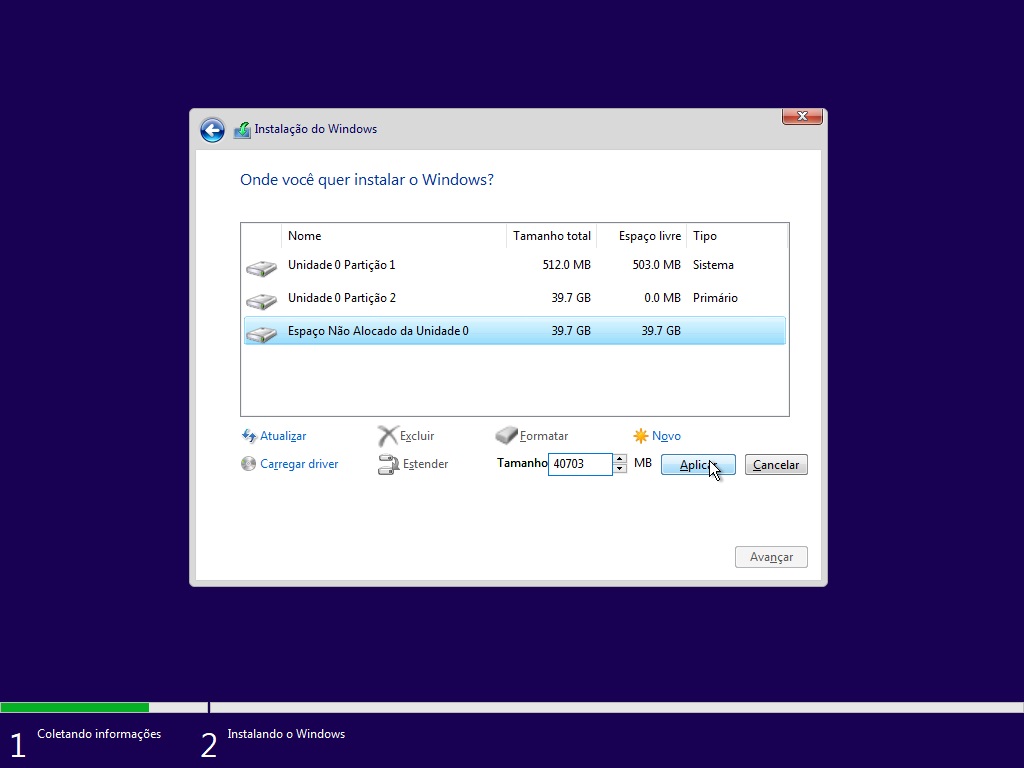 Instalação do Windows
Onde você quer instalar o Windows?
Nome Tamanho total Espaço livre Tipo
Unidade 0 Partição 1 512.0 MB 503.0 MB Sistema
Unidade 0 Partição 2 39.7 GB 0.0 MB Primário
Espaço Não Alocado da Unidade 0 39.7 GB 39.7 GB
Atualizar Excluir Formatar Novo
Carregar driver Estender Tamanho 40703 MB Aplicar Cancelar
Avançar
1 Coletando informações 2 Instalando o Windows